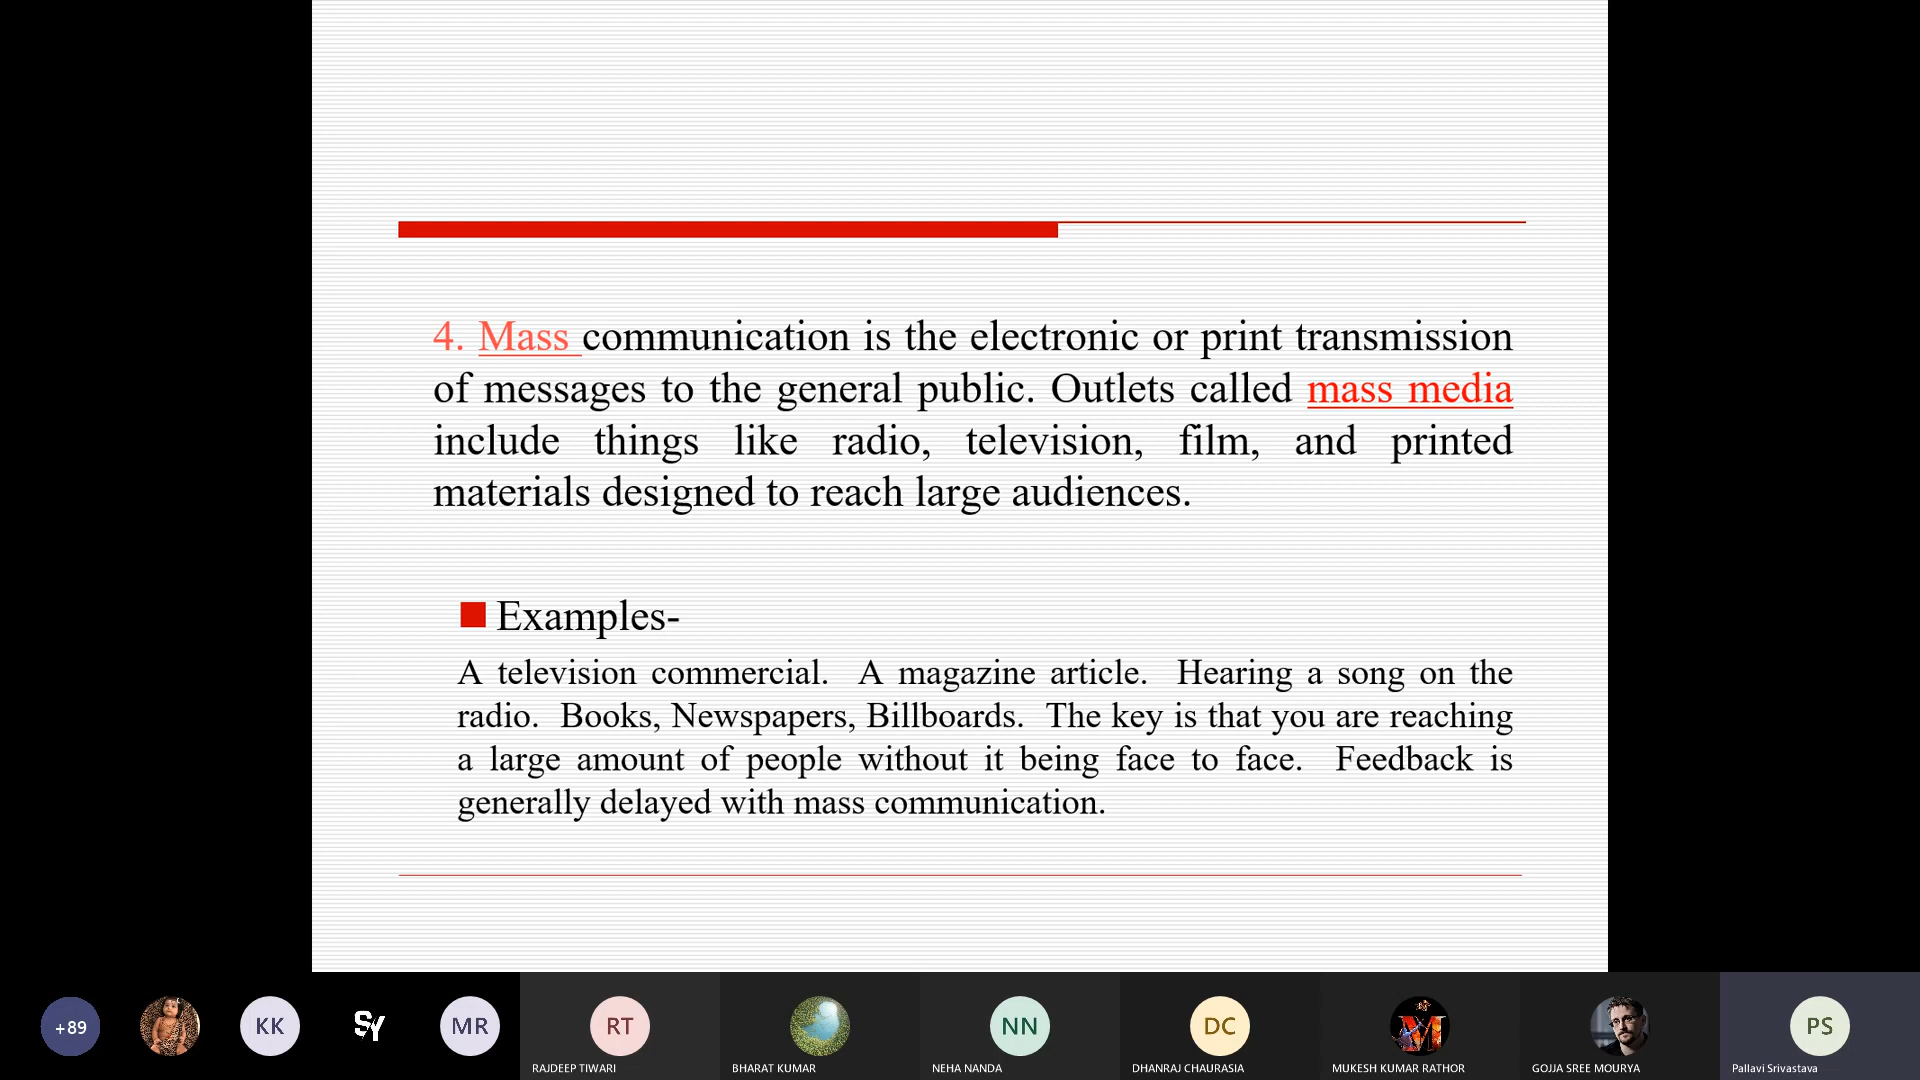 4. Mass communication is the electronic or print transmission
of messages to the general public. Outlets called mass media
include things like radio, television, film, and printed
materials designed to reach large audiences.
Examples-
A television commercial. A magazine article. Hearing a song on the
radio. Books, Newspapers, Billboards. The key is that you are reaching
a large amount of people without it being face to face. Feedback is
generally delayed with mass communication.
+89
KK
SY
MR
RT
NN
DC
M
PS
RAJDEEP TIWARI
BHARAT KUMAR
NEHA NANDA
DHANRAJ CHAURASIA
MUKESH KUMAR RATHOR
GOJJA SREE MOURYA
Pallavi Srivastava